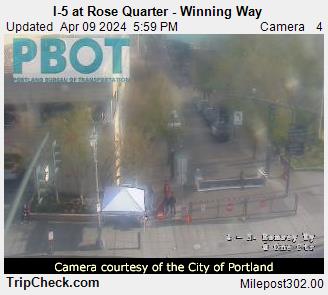 I-5 at Rose Quarter - Winning Way
Updated Apr 09 2024 5:59 PM Camera 4
PBOT
PORTLAND BUREAU OF TRANSPORTATION
Camera courtesy of the City of Portland
TripCheck.com Milepost302.00